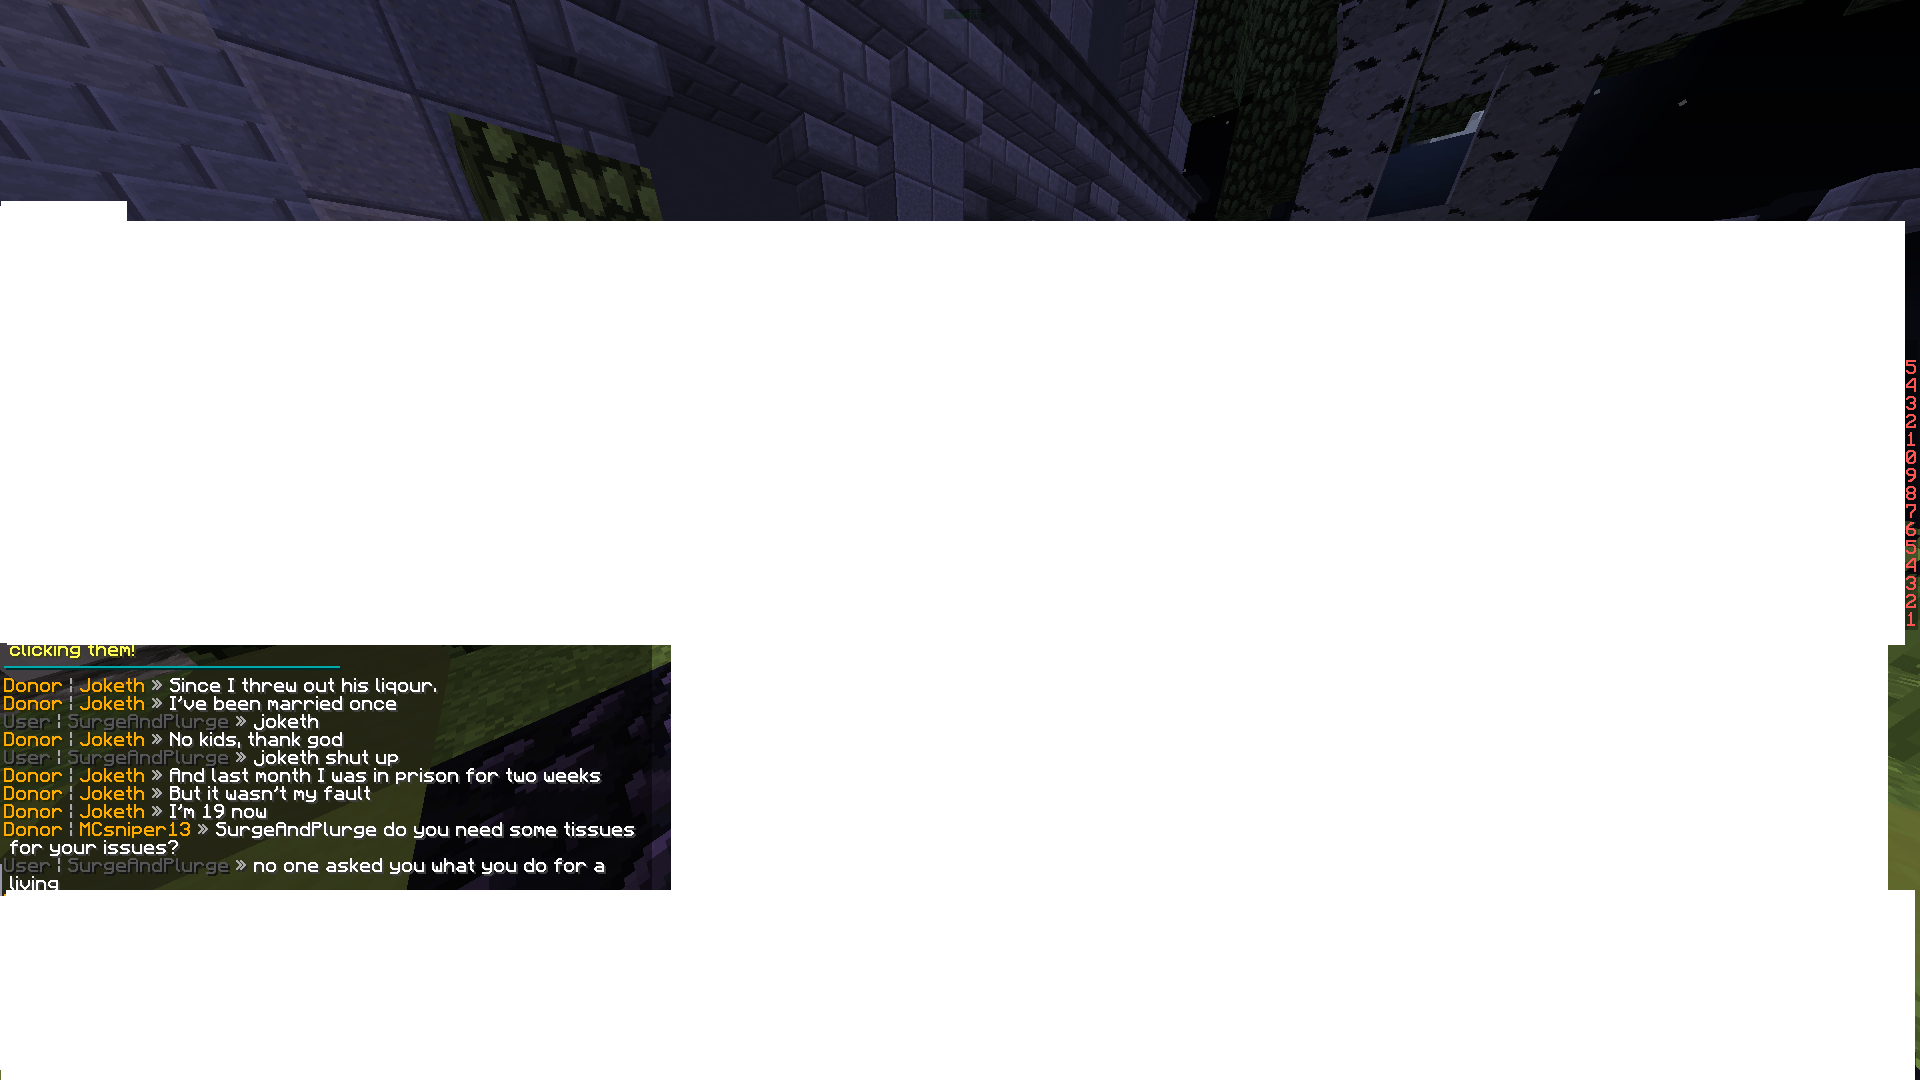 clicking them!
Donor ¦ Joketh » Since I threw out his liqour.
Donor ¦ Joketh » I've been married once
User ¦ SurgeAndPlurge » joketh
Donor ¦ Joketh » No kids, thank god
User ¦ SurgeAndPlurge » joketh shut up
Donor ¦ Joketh » And last month I was in prison for two weeks
Donor ¦ Joketh » But it wasn't my fault
Donor ¦ Joketh » I'm 19 now
Donor ¦ MCsniper13 » SurgeAndPlurge do you need some tissues
for your issues?
User ¦ SurgeAndPlurge » no one asked you what you do for a
living
5
4
3
2
1
0
9
8
7
6
5
4
3
2
1